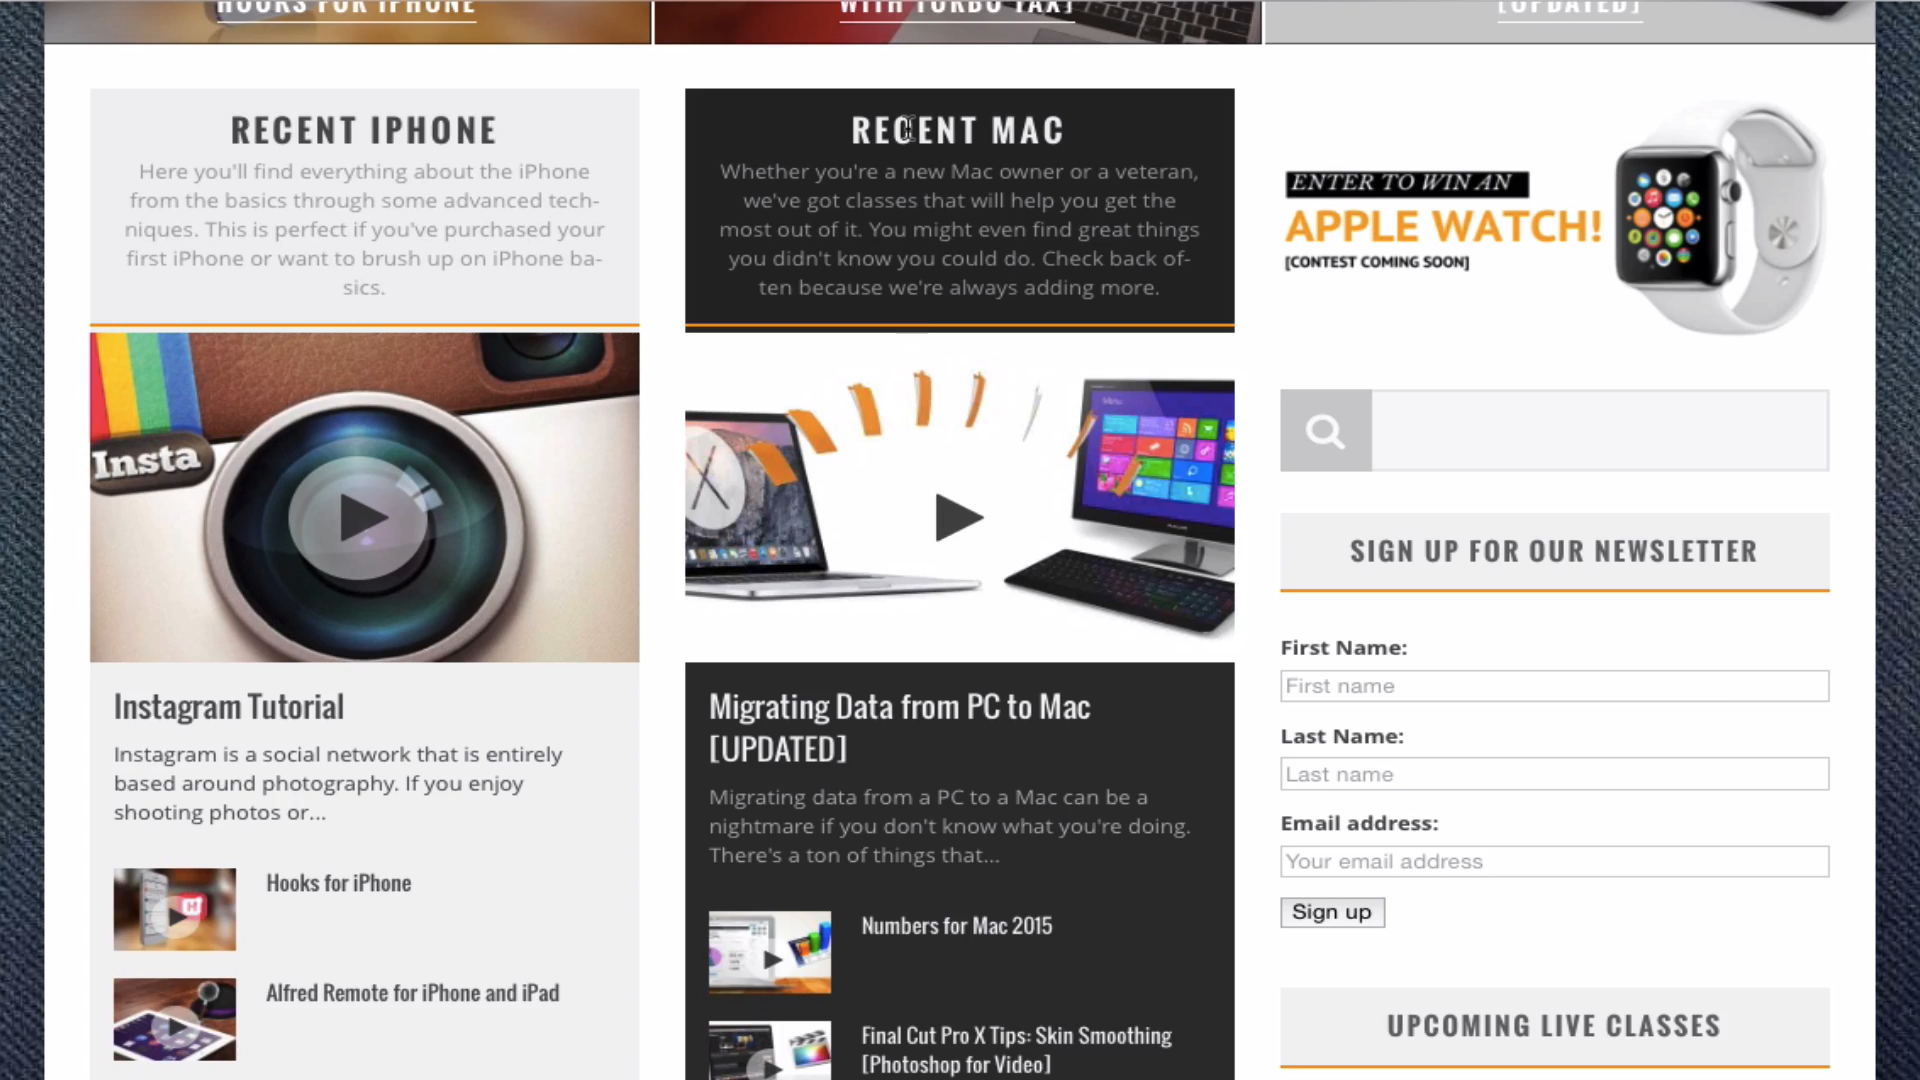 HOOKS FOR IPHONE
WITH TURBO TAX]
[UPDATED]
RECENT IPHONE
Here you'll find everything about the iPhone
from the basics through some advanced tech-
niques. This is perfect if you've purchased your
first iPhone or want to brush up on iPhone ba-
sics.
Insta
Instagram Tutorial
Instagram is a social network that is entirely
based around photography. If you enjoy
shooting photos or...
Hooks for iPhone
Alfred Remote for iPhone and iPad
RECENT MAC
Whether you're a new Mac owner or a veteran,
we've got classes that will help you get the
most out of it. You might even find great things
you didn't know you could do. Check back of-
ten because we're always adding more.
Migrating Data from PC to Mac
[UPDATED]
Migrating data from a PC to a Mac can be a
nightmare if you don't know what you're doing.
There's a ton of things that...
Numbers for Mac 2015
Final Cut Pro X Tips: Skin Smoothing
[Photoshop for Video]
ENTER TO WIN AN
APPLE WATCH!
[CONTEST COMING SOON]
SIGN UP FOR OUR NEWSLETTER
First Name:
First name
Last Name:
Last name
Email address:
Your email address
Sign up
UPCOMING LIVE CLASSES